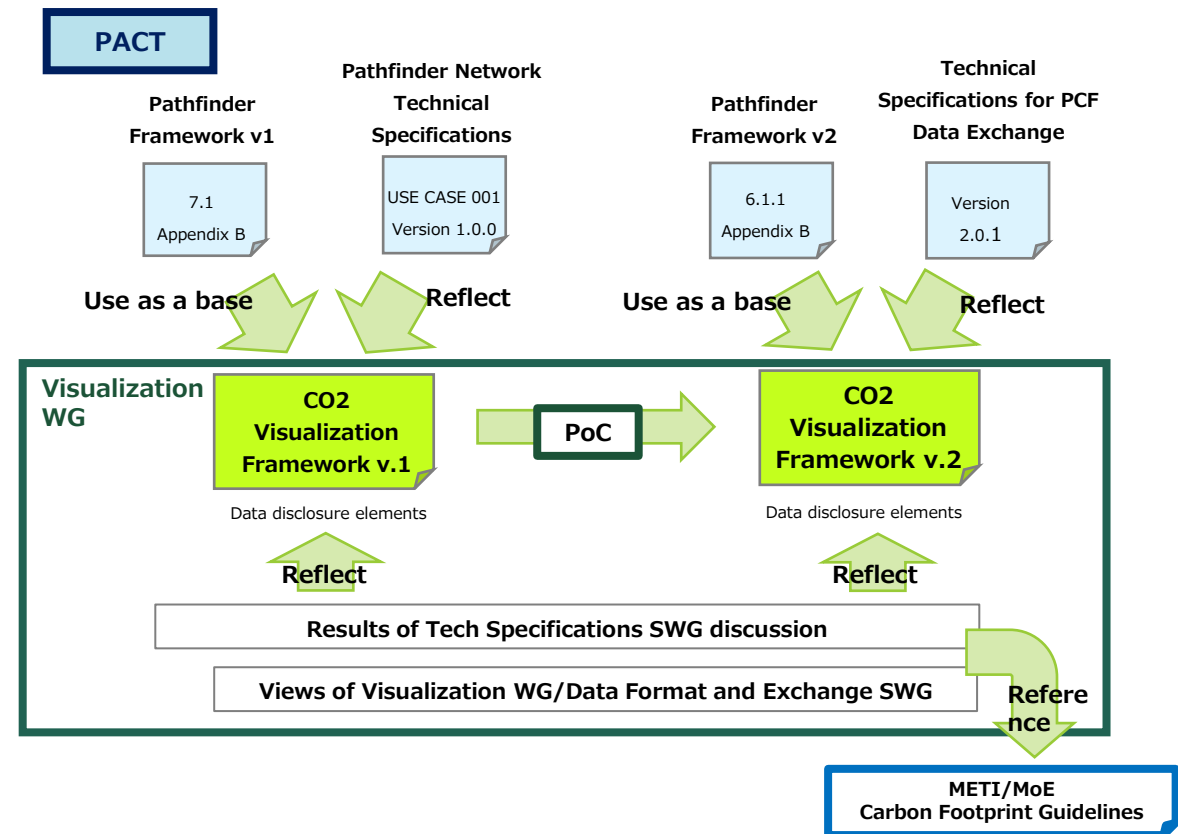 PACT
Pathfinder
Framework v1
Pathfinder Network
Technical
Specifications
Pathfinder
Framework v2
Technical
Specifications for PCF
Data Exchange
7.1
Appendix B
USE CASE 001
Version 1.0.0
6.1.1
Appendix B
Version
2.0.1
Use as a base
Reflect
Use as a base
Reflect
Visualization
WG
CO2
Visualization
Framework v.1
PoC
CO2
Visualization
Framework v.2
Data disclosure elements
Data disclosure elements
Reflect
Reflect
Results of Tech Specifications SWG discussion
Views of Visualization WG/Data Format and Exchange SWG
Refere
nce
METI/MoE
Carbon Footprint Guidelines